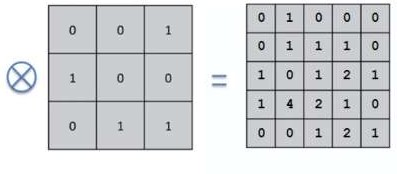 0 0 1
1 0 0
0 1 1
=
0 1 0 0 0
0 1 1 1 0
1 0 1 2 1
1 4 2 1 0
0 0 1 2 1